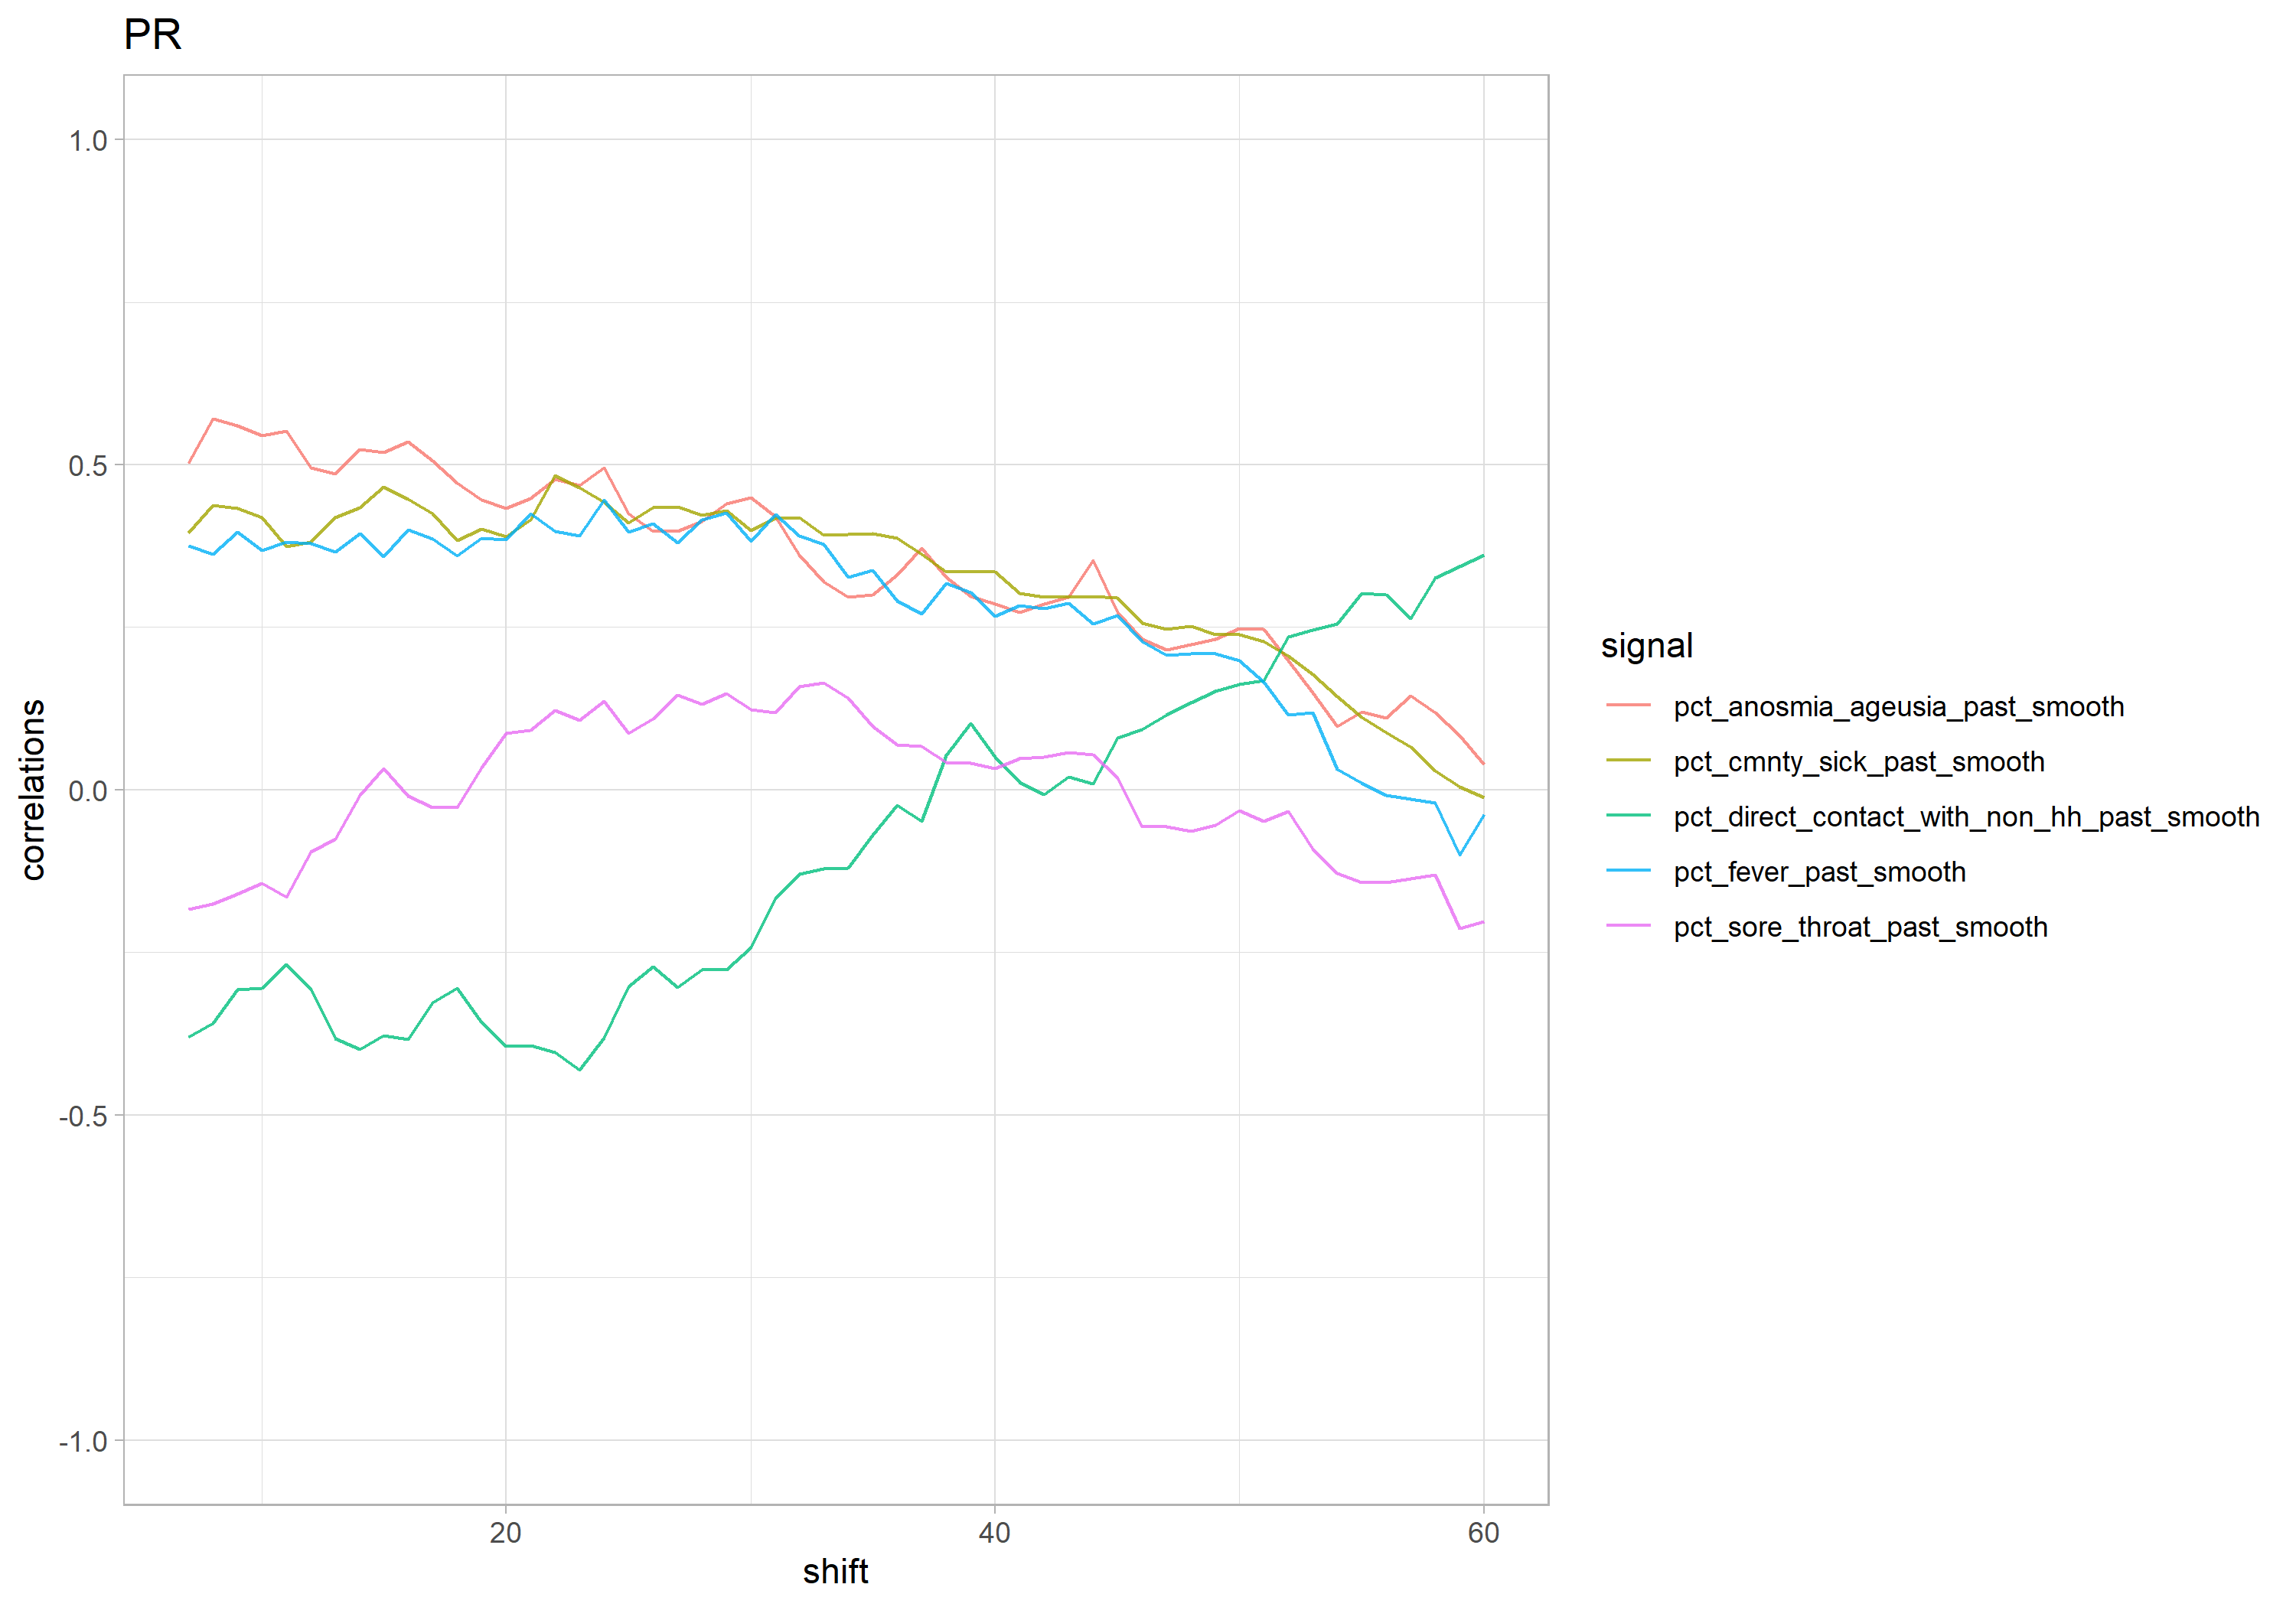 PR
1.0
0.5
0.0
-0.5
-1.0
correlations
20 40 60
shift
signal
pct_anosmia_ageusia_past_smooth
pct_cmnty_sick_past_smooth
pct_direct_contact_with_non_hh_past_smooth
pct_fever_past_smooth
pct_sore_throat_past_smooth